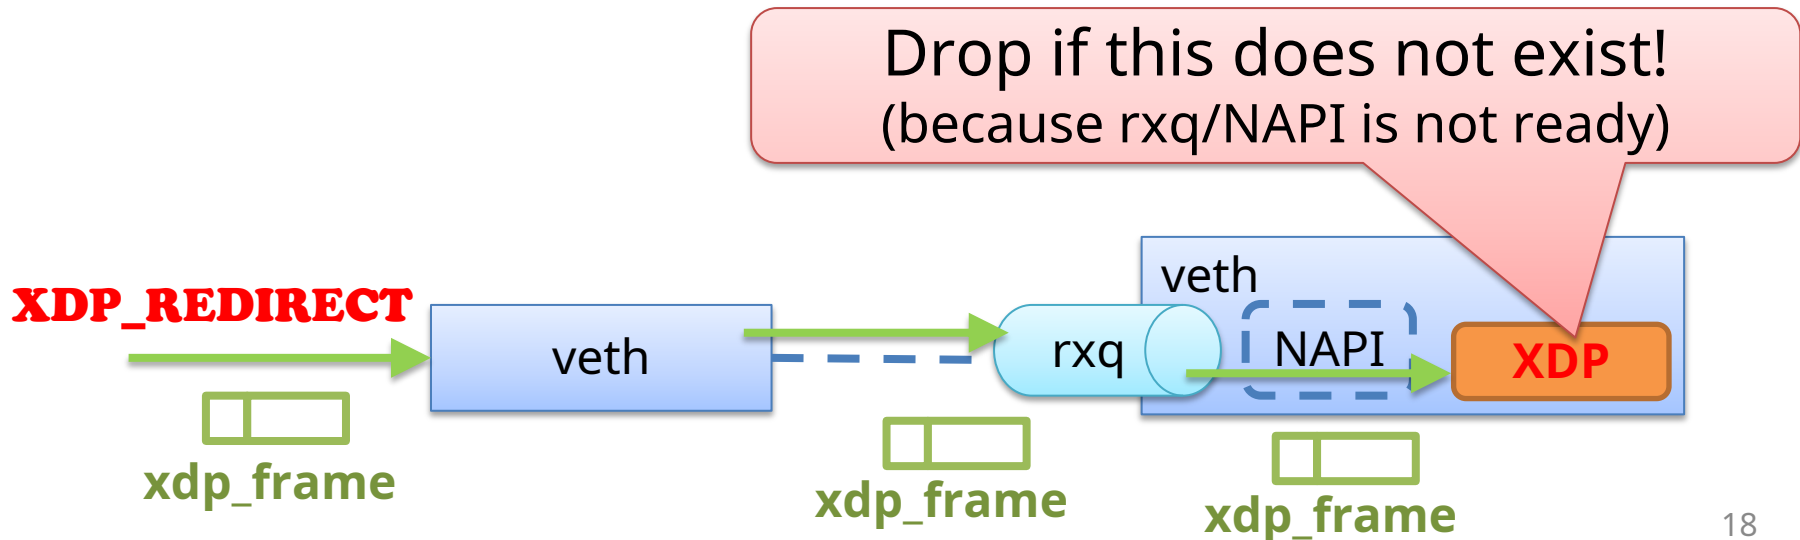 Drop if this does not exist!
(because rxq/NAPI is not ready)
veth
XDP_REDIRECT
veth
rxq
NAPI
XDP
xdp_frame
xdp_frame
xdp_frame
18